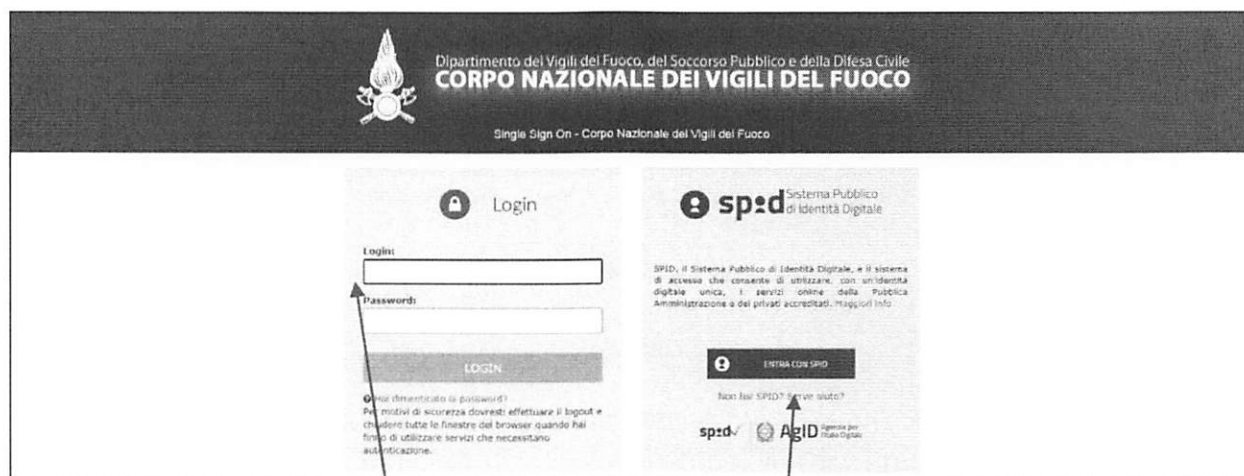 Dipartimento dei Vigili del Fuoco, del Soccorso Pubblico e della Difesa Civile
CORPO NAZIONALE DEI VIGILI DEL FUOCO
Single Sign On - Corpo Nazionale dei Vigili del Fuoco
Login
Login:
Password:
LOGIN
Hai dimenticato la password?
Per motivi di sicurezza dovresti effettuare il logout e
chiudere tutte le finestre del browser quando hai
finito di utilizzare servizi che necessitano
autenticazione.
spid Sistema Pubblico
di Identità Digitale
SPID, il Sistema Pubblico di Identità Digitale, e il sistema
di accesso che consente di utilizzare, con un'identità
digitale unica, i servizi online della Pubblica
Amministrazione e dei privati accreditati. Maggiori info
ENTRA CON SPID
Non hai SPID? Serve aiuto?
spid AgID Agenzia per
l'Italia Digitale